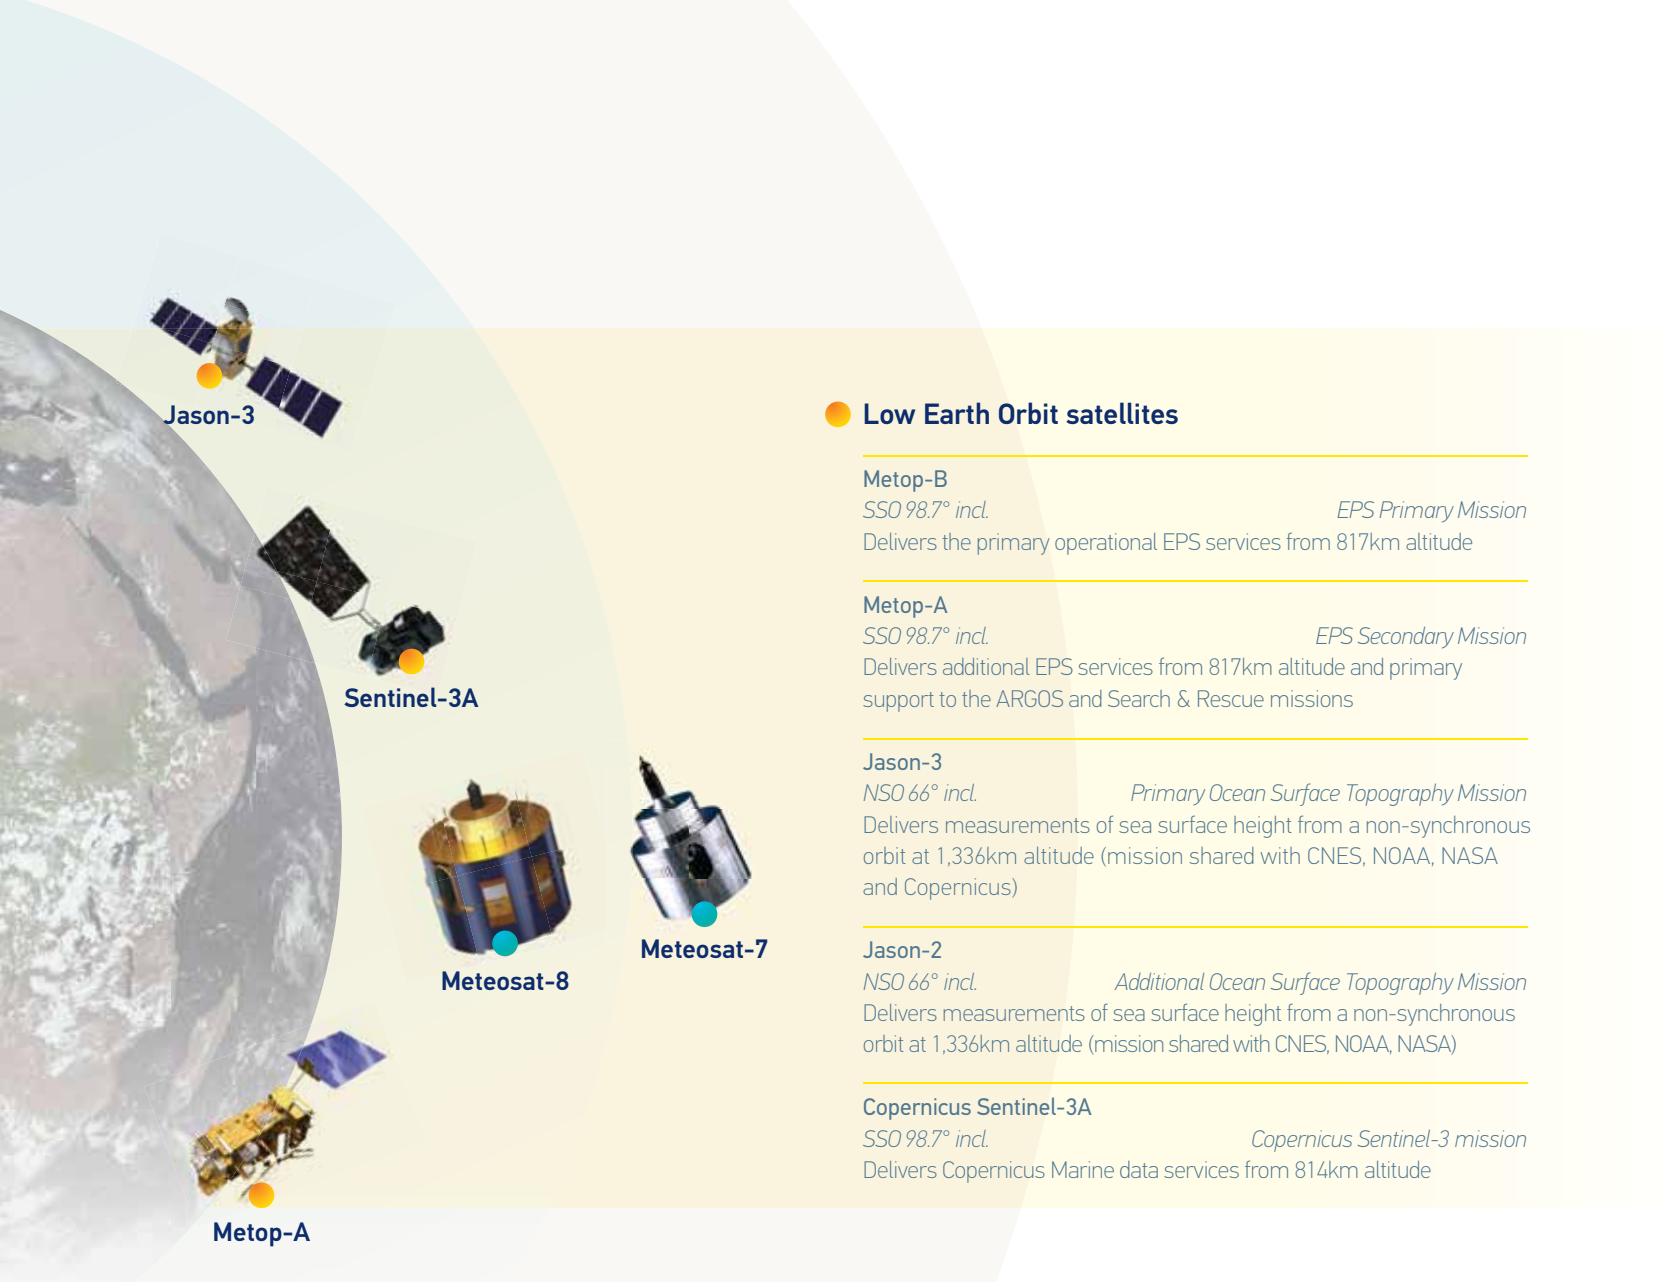 Jason-3
Sentinel-3A
Meteosat-8
Meteosat-7
Metop-A
Low Earth Orbit satellites
Metop-B
SSO 98.7° incl. EPS Primary Mission
Delivers the primary operational EPS services from 817km altitude
Metop-A
SSO 98.7° incl. EPS Secondary Mission
Delivers additional EPS services from 817km altitude and primary
support to the ARGOS and Search & Rescue missions
Jason-3
NSO 66° incl. Primary Ocean Surface Topography Mission
Delivers measurements of sea surface height from a non-synchronous
orbit at 1,336km altitude (mission shared with CNES, NOAA, NASA
and Copernicus)
Jason-2
NSO 66° incl. Additional Ocean Surface Topography Mission
Delivers measurements of sea surface height from a non-synchronous
orbit at 1,336km altitude (mission shared with CNES, NOAA, NASA)
Copernicus Sentinel-3A
SSO 98.7° incl. Copernicus Sentinel-3 mission
Delivers Copernicus Marine data services from 814km altitude